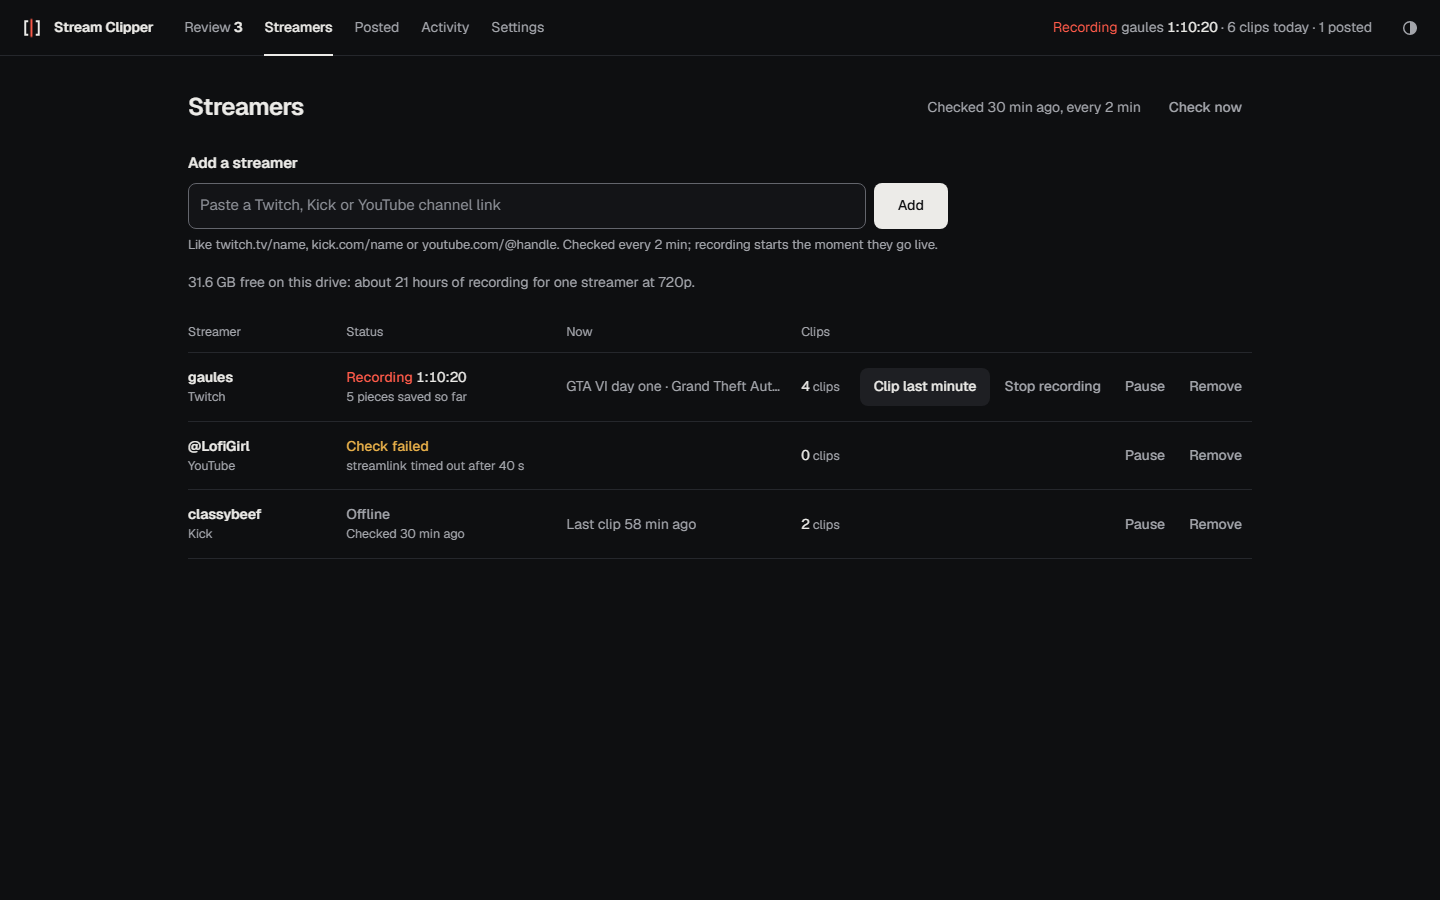 Stream Clipper Review 3 Streamers Posted Activity Settings Recording gaules 1:10:20 · 6 clips today · 1 posted
Streamers Checked 30 min ago, every 2 min Check now
Add a streamer
Paste a Twitch, Kick or YouTube channel link Add
Like twitch.tv/name, kick.com/name or youtube.com/@handle. Checked every 2 min; recording starts the moment they go live.
31.6 GB free on this drive: about 21 hours of recording for one streamer at 720p.
Streamer Status Now Clips
gaules Recording 1:10:20 GTA VI day one · Grand Theft Aut... 4 clips Clip last minute Stop recording Pause Remove
Twitch 5 pieces saved so far
@LofiGirl Check failed 0 clips Pause Remove
YouTube streamlink timed out after 40 s
classybeef Offline Last clip 58 min ago 2 clips Pause Remove
Kick Checked 30 min ago